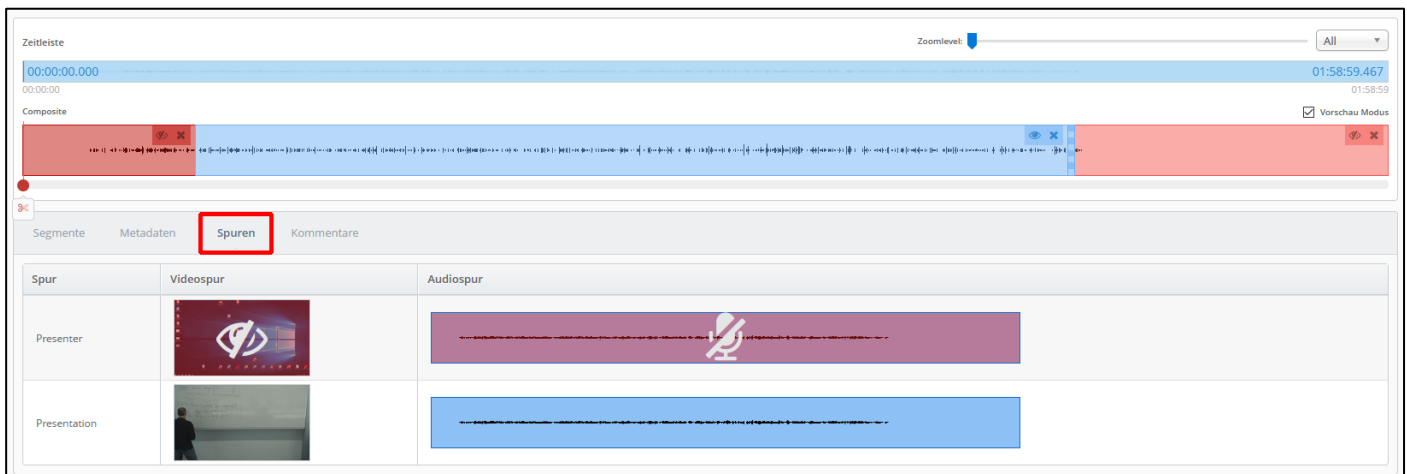 Zeitleiste Zoomlevel: All
00:00:00.000 01:58:59.467
00:00:00 01:58:59
Composite Vorschau Modus
Segmente Metadaten Spuren Kommentare
Spur Videospur Audiospur
Presenter
Presentation